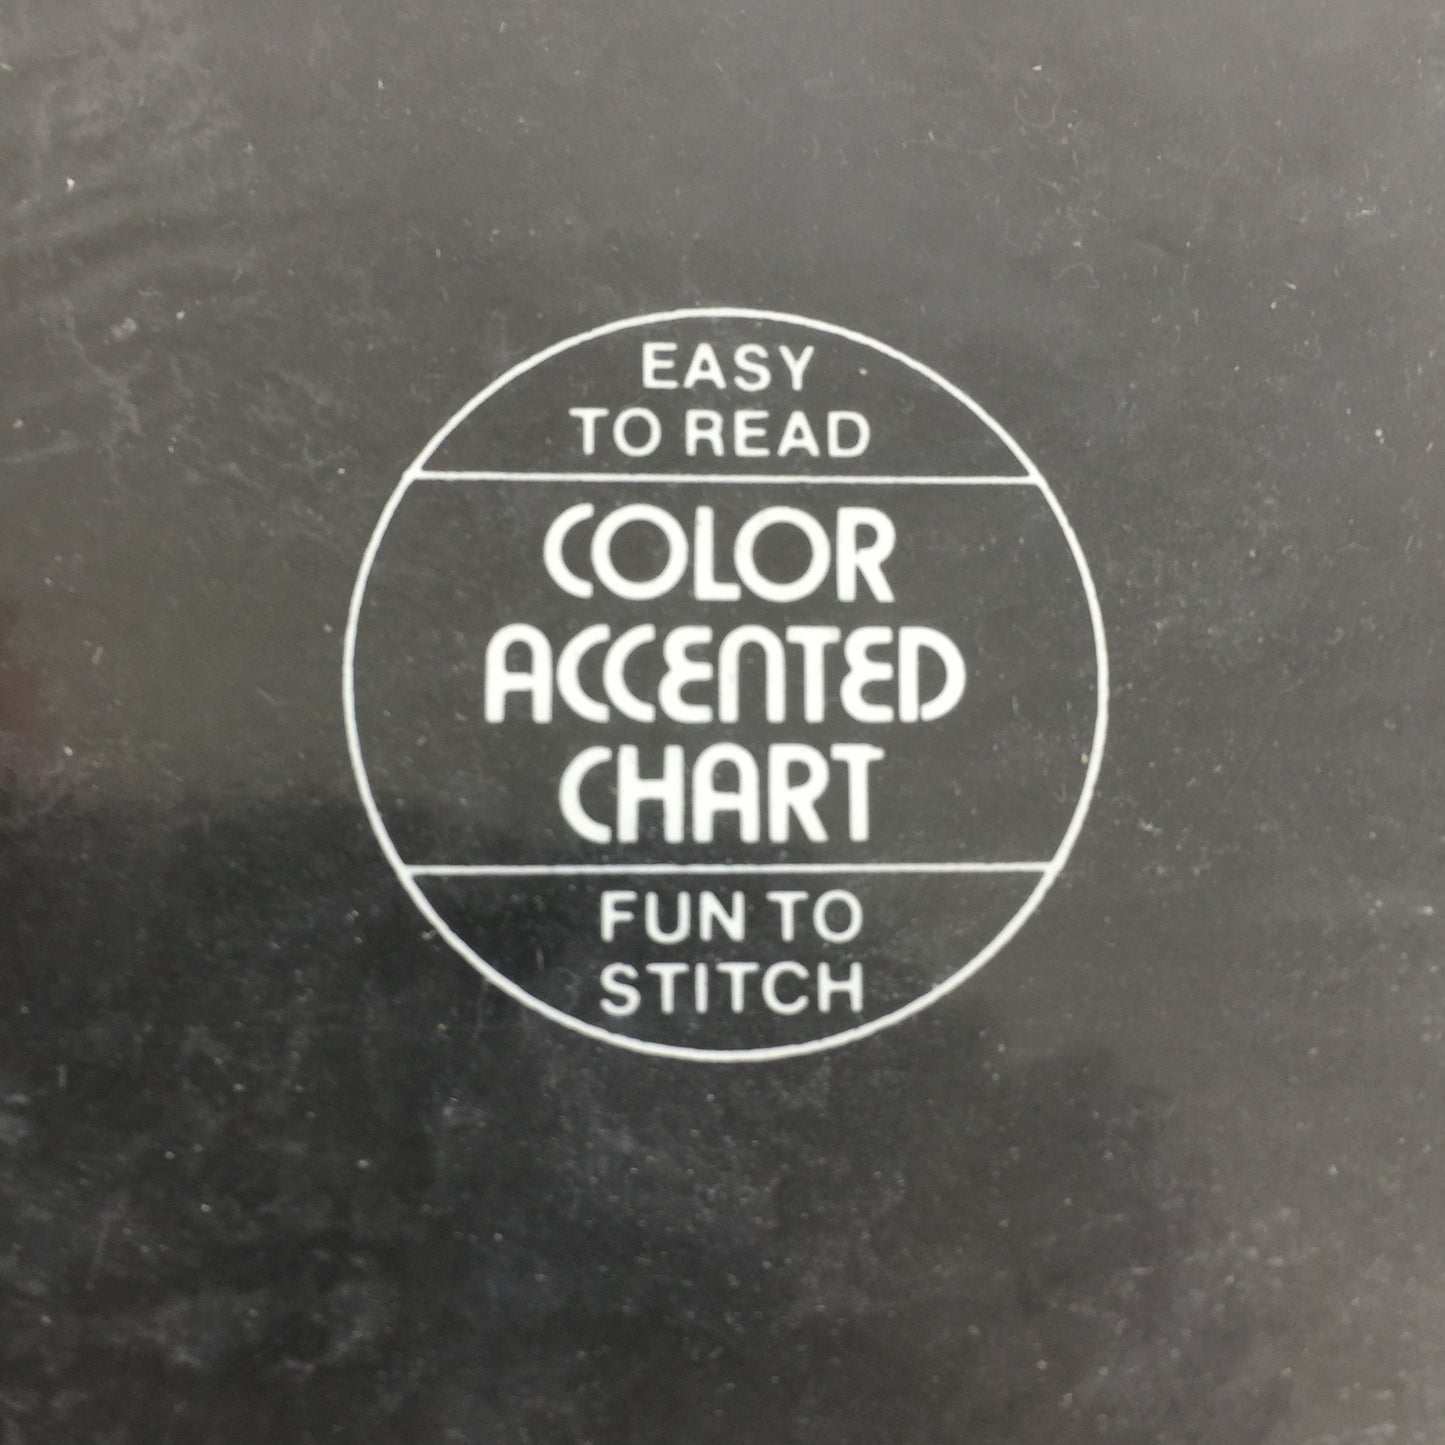 EASY
TO READ
COLOR
ACCENTED
CHART
FUN TO
STITCH